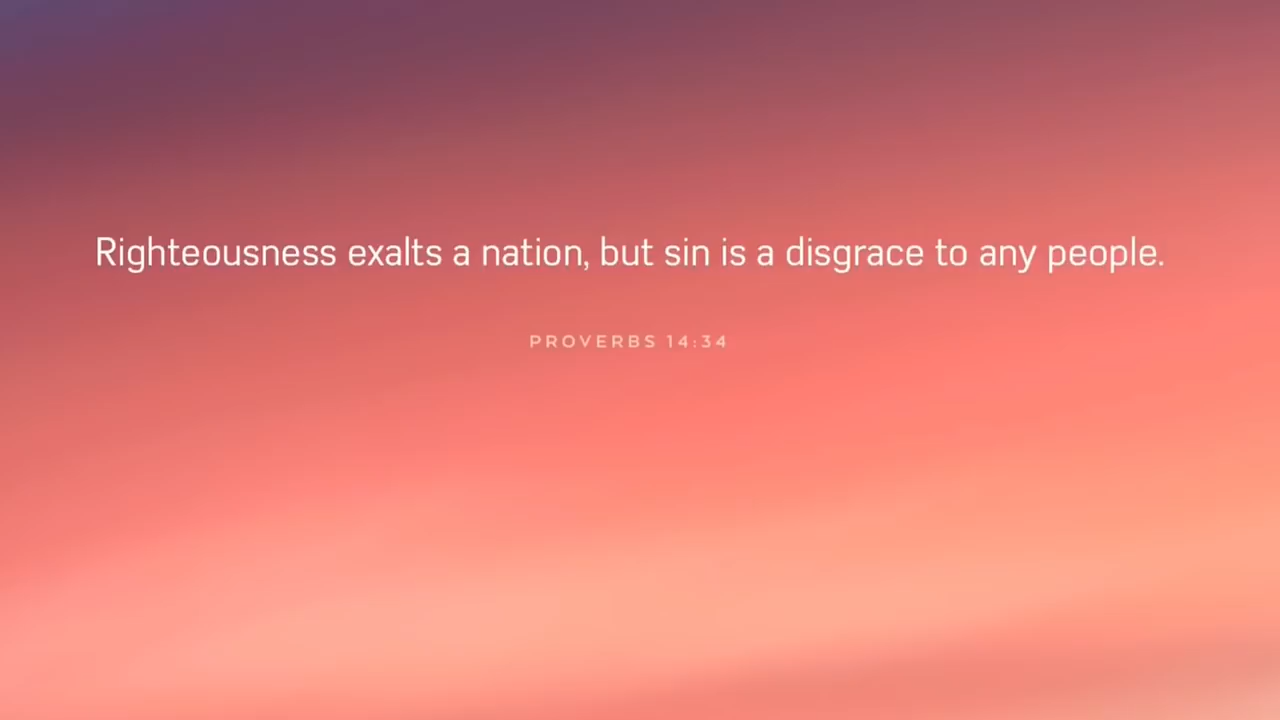 Righteousness exalts a nation, but sin is a disgrace to any people.
PROVERBS 14:34